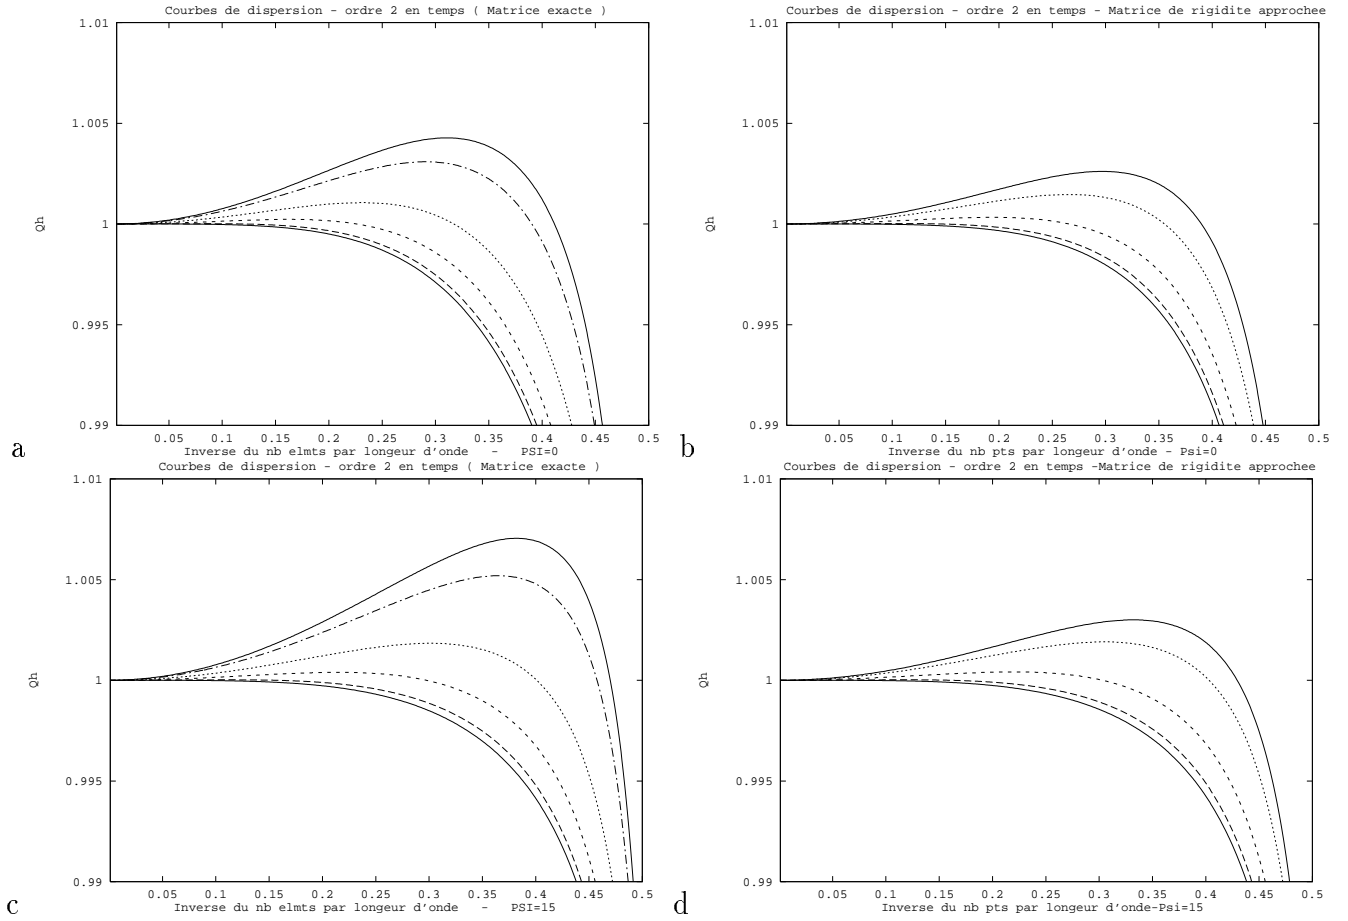 Courbes de dispersion - ordre 2 en temps ( Matrice exacte )
1.01
1.005
1
0.995
0.99
Qh
0.05 0.1 0.15 0.2 0.25 0.3 0.35 0.4 0.45 0.5
Inverse du nb elmts par longeur d'onde - PSI=0
a
Courbes de dispersion - ordre 2 en temps - Matrice de rigidite approchee
1.01
1.005
1
0.995
0.99
Qh
0.05 0.1 0.15 0.2 0.25 0.3 0.35 0.4 0.45 0.5
Inverse du nb pts par longeur d'onde - Psi=0
b
Courbes de dispersion - ordre 2 en temps ( Matrice exacte )
1.01
1.005
1
0.995
0.99
Qh
0.05 0.1 0.15 0.2 0.25 0.3 0.35 0.4 0.45 0.5
Inverse du nb elmts par longeur d'onde - PSI=15
c
Courbes de dispersion - ordre 2 en temps -Matrice de rigidite approchee
1.01
1.005
1
0.995
0.99
Qh
0.05 0.1 0.15 0.2 0.25 0.3 0.35 0.4 0.45 0.5
Inverse du nb pts par longeur d'onde-Psi=15
d